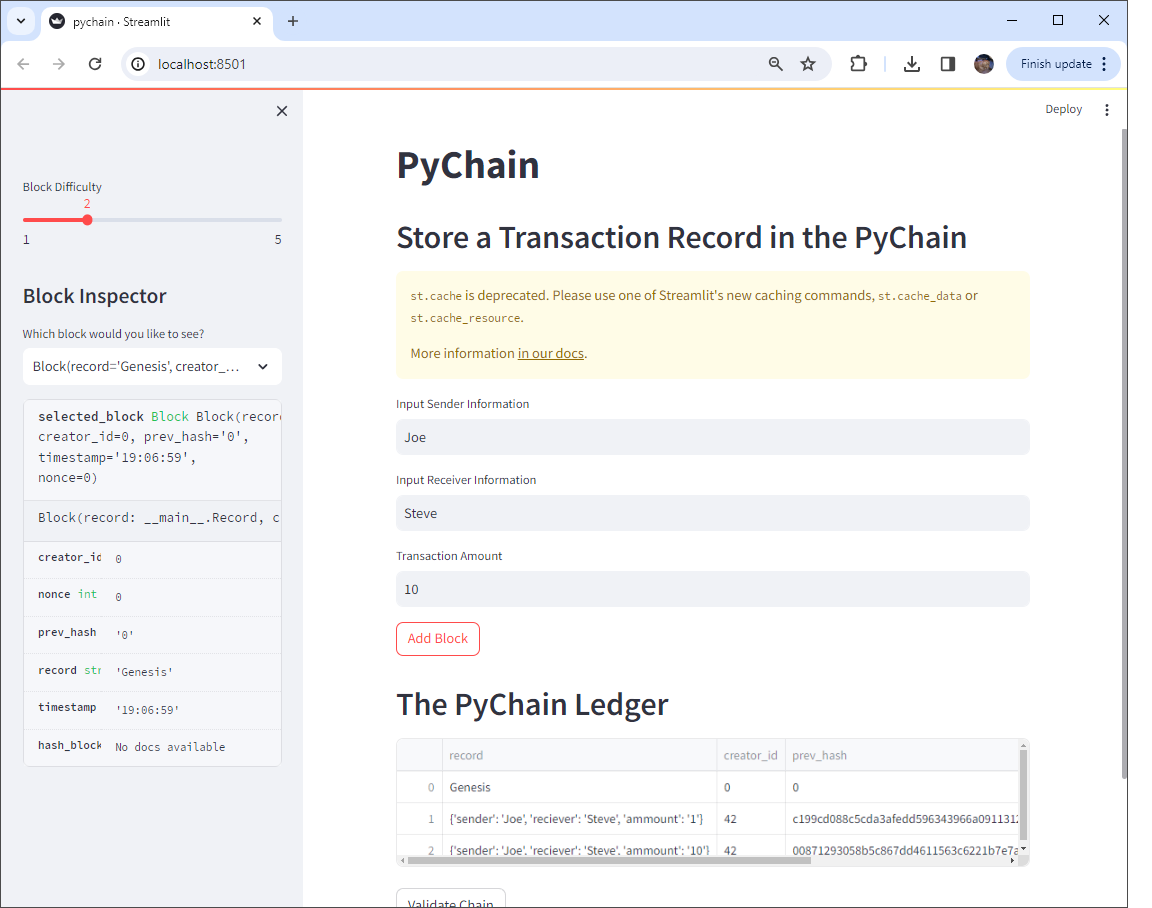 pychain · Streamlit
localhost:8501
Finish update
Deploy
Block Difficulty
2
1
5
Block Inspector
Which block would you like to see?
Block(record='Genesis', creator_...
selected_block Block Block(recor
creator_id=0, prev_hash='0',
timestamp='19:06:59',
nonce=0)
Block(record: __main__.Record, c
creator_id 0
nonce int 0
prev_hash '0'
record str 'Genesis'
timestamp '19:06:59'
hash_block No docs available
PyChain
Store a Transaction Record in the PyChain
st.cache is deprecated. Please use one of Streamlit's new caching commands, st.cache_data or
st.cache_resource.
More information in our docs.
Input Sender Information
Joe
Input Receiver Information
Steve
Transaction Amount
10
Add Block
The PyChain Ledger
record creator_id prev_hash
0 Genesis 0 0
1 {'sender': 'Joe', 'reciever': 'Steve', 'ammount': '1'} 42 c199cd088c5cda3afedd596343966a0911312
2 {'sender': 'Joe', 'reciever': 'Steve', 'ammount': '10'} 42 00871293058b5c867dd4611563c6221b7e7a
Validate Chain